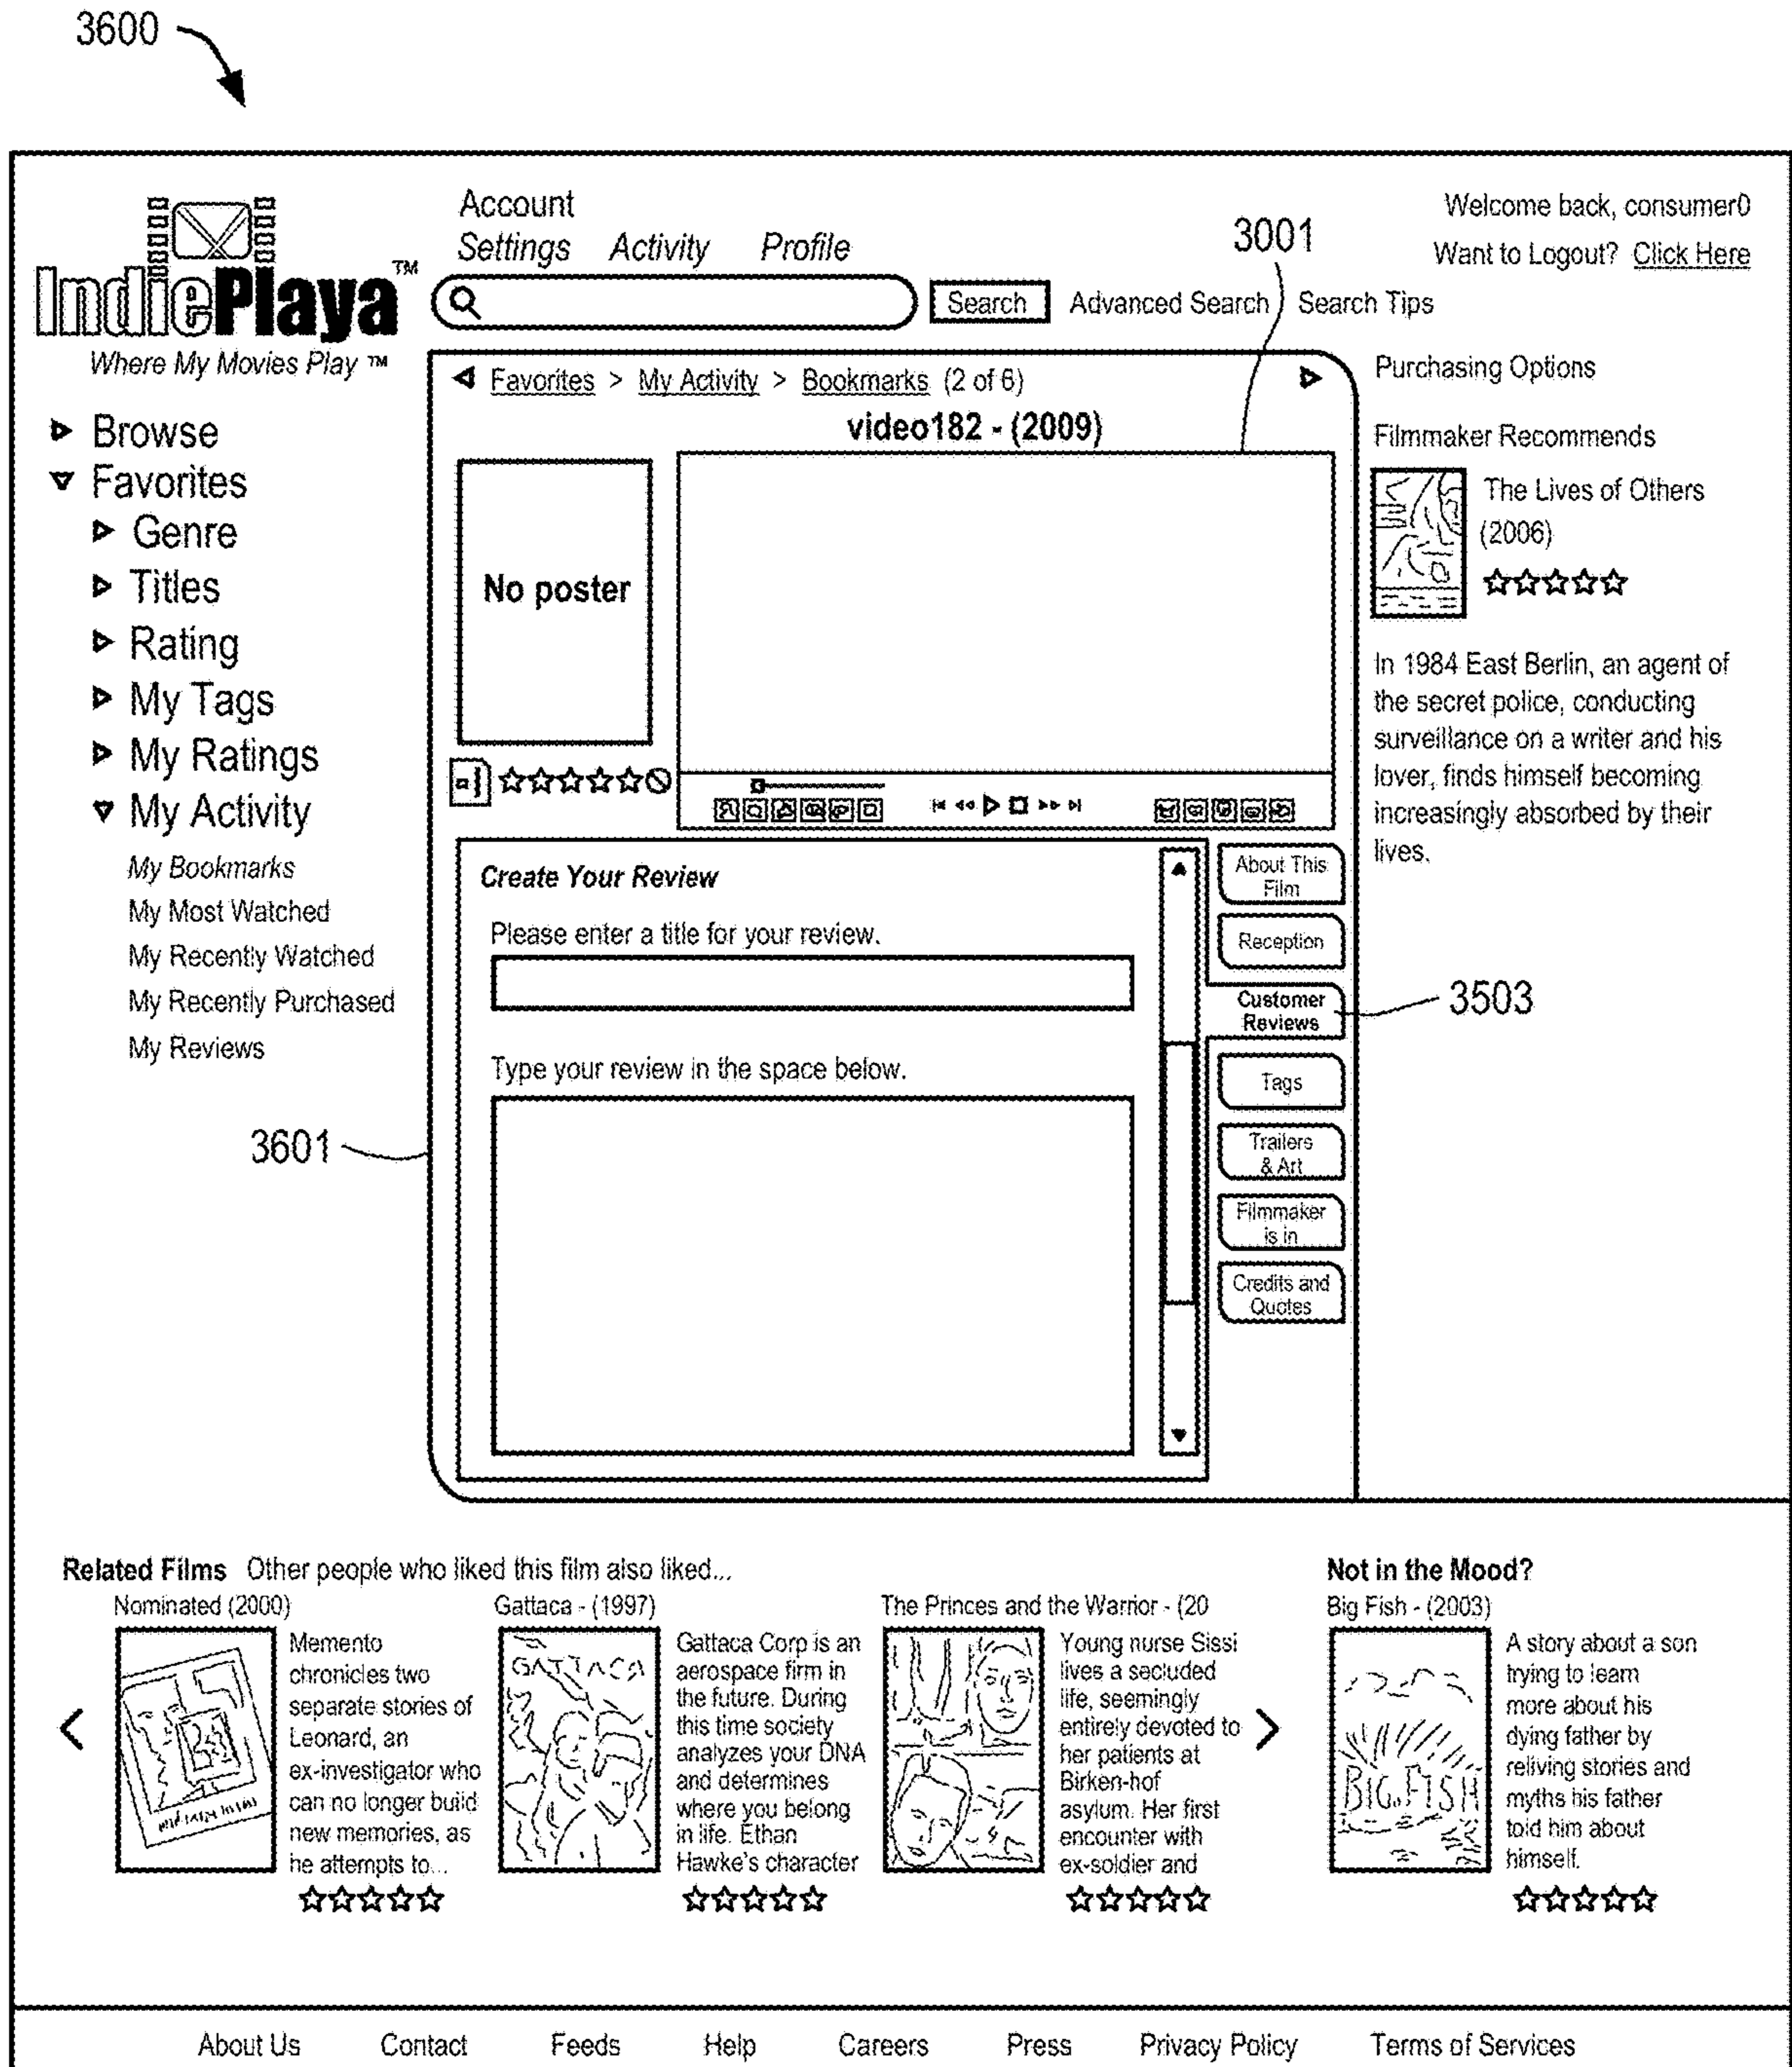 3600
IndiePlaya™
Where My Movies Play ™
Account
Settings Activity Profile
Search Advanced Search Search Tips
3001
Welcome back, consumer0
Want to Logout? Click Here
Browse
Favorites
Genre
Titles
Rating
My Tags
My Ratings
My Activity
My Bookmarks
My Most Watched
My Recently Watched
My Recently Purchased
My Reviews
Favorites > My Activity > Bookmarks (2 of 6)
video182 - (2009)
No poster
Create Your Review
Please enter a title for your review.
Type your review in the space below.
3601
About This
Film
Reception
Customer
Reviews
3503
Tags
Trailers
& Art
Filmmaker
is in
Credits and
Quotes
Purchasing Options
Filmmaker Recommends
The Lives of Others
(2006)
In 1984 East Berlin, an agent of
the secret police, conducting
surveillance on a writer and his
lover, finds himself becoming
increasingly absorbed by their
lives.
Related Films Other people who liked this film also liked...
Nominated (2000)
Memento
chronicles two
separate stories of
Leonard, an
ex-investigator who
can no longer build
new memories, as
he attempts to...
Gattaca - (1997)
GATTACA
Gattaca Corp is an
aerospace firm in
the future. During
this time society
analyzes your DNA
and determines
where you belong
in life. Ethan
Hawke's character
The Princes and the Warrior - (20
Young nurse Sissi
lives a secluded
life, seemingly
entirely devoted to
her patients at
Birken-hof
asylum. Her first
encounter with
ex-soldier and
Not in the Mood?
Big Fish - (2003)
BIG FISH
A story about a son
trying to learn
more about his
dying father by
reliving stories and
myths his father
told him about
himself.
About Us Contact Feeds Help Careers Press Privacy Policy Terms of Services